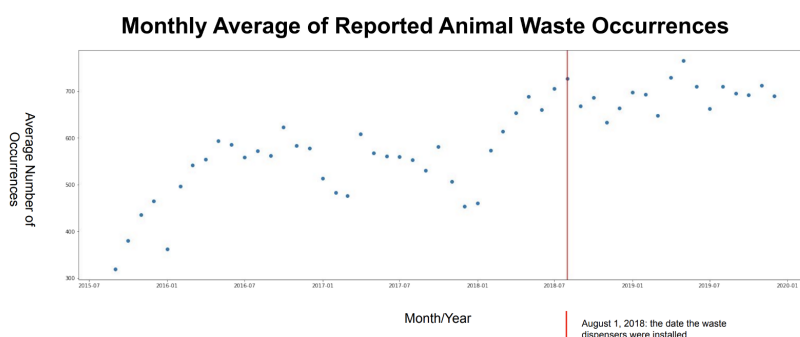 Monthly Average of Reported Animal Waste Occurrences
Average Number of
Occurrences
700
600
500
400
300
2015-07 2016-01 2016-07 2017-01 2017-07 2018-01 2018-07 2019-01 2019-07 2020-01
Month/Year
August 1, 2018: the date the waste
dispensers were installed